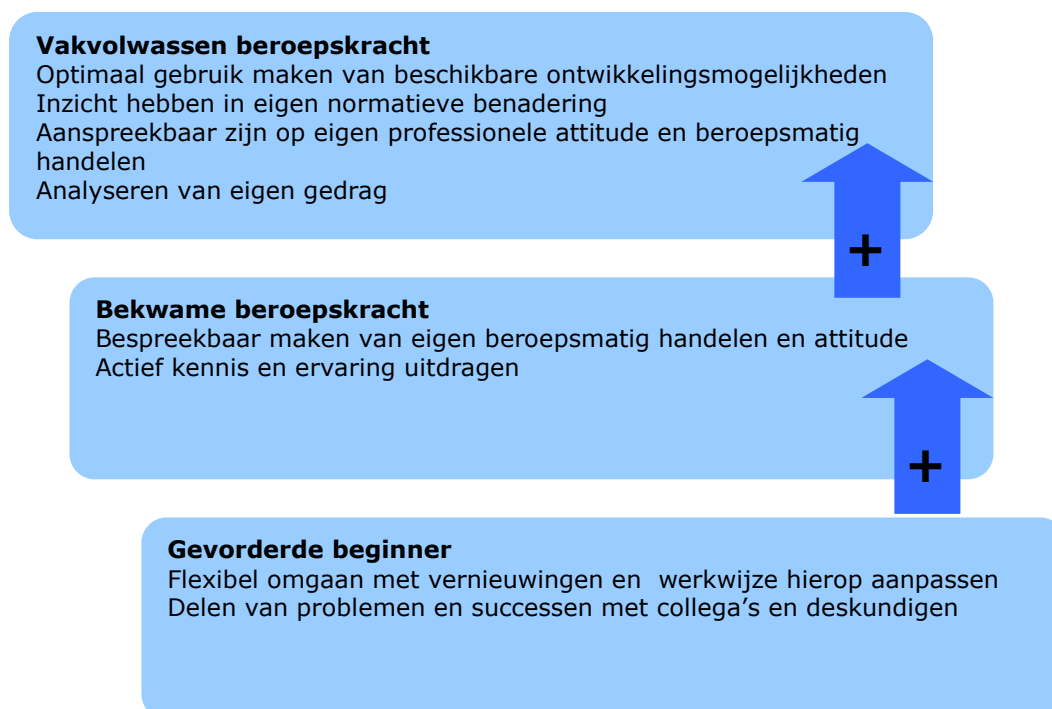 Vakvolwassen beroepskracht
Optimaal gebruik maken van beschikbare ontwikkelingsmogelijkheden
Inzicht hebben in eigen normatieve benadering
Aanspreekbaar zijn op eigen professionele attitude en beroepsmatig
handelen
Analyseren van eigen gedrag
+
Bekwame beroepskracht
Bespreekbaar maken van eigen beroepsmatig handelen en attitude
Actief kennis en ervaring uitdragen
+
Gevorderde beginner
Flexibel omgaan met vernieuwingen en  werkwijze hierop aanpassen
Delen van problemen en successen met collega’s en deskundigen